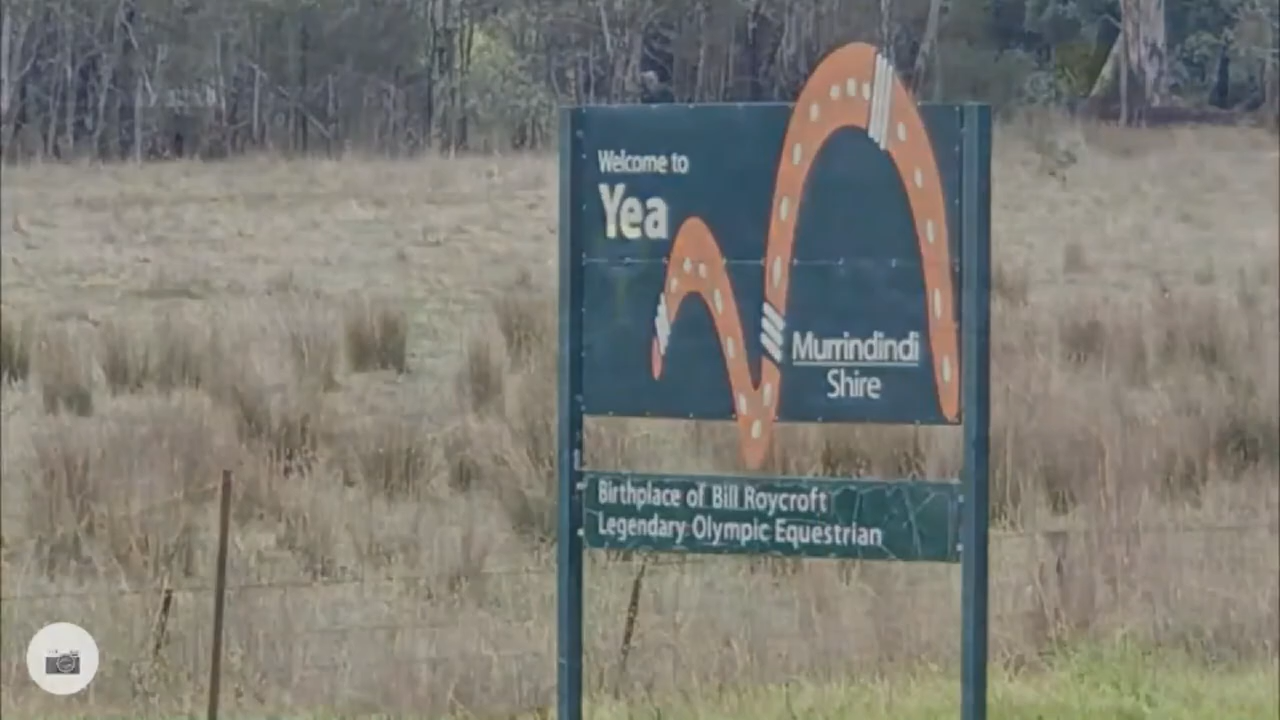 Welcome to
Yea
Murrindindi
Shire
Birthplace of Bill Roycroft
Legendary Olympic Equestrian